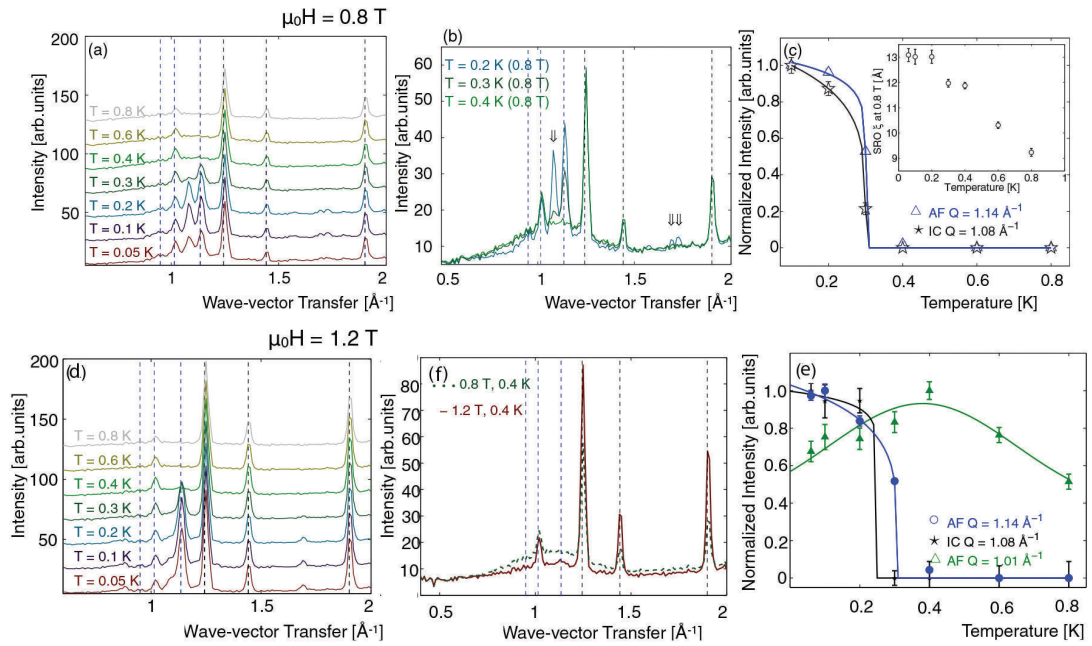 μ₀H = 0.8 T
(a)
200
150
100
50
Intensity [arb.units]
T = 0.8 K
T = 0.6 K
T = 0.4 K
T = 0.3 K
T = 0.2 K
T = 0.1 K
T = 0.05 K
1
1.5
2
Wave-vector Transfer [Å⁻¹]
(b)
60
50
40
30
20
10
Intensity [arb.units]
T = 0.2 K (0.8 T)
T = 0.3 K (0.8 T)
T = 0.4 K (0.8 T)
⇓
⇓⇓
0.5
1
1.5
2
Wave-vector Transfer [Å⁻¹]
(c)
1.0
0.8
0.6
0.4
0.2
0
Normalized Intensity [arb.units]
13
12
11
10
9
SRO ξ at 0.8 T [Å]
0
0.2
0.4
0.6
0.8
1
Temperature [K]
△ AF Q = 1.14 Å⁻¹
★ IC Q = 1.08 Å⁻¹
0.2
0.4
0.6
0.8
Temperature [K]
μ₀H = 1.2 T
(d)
200
150
100
50
Intensity [arb.units]
T = 0.8 K
T = 0.6 K
T = 0.4 K
T = 0.3 K
T = 0.2 K
T = 0.1 K
T = 0.05 K
1
1.5
2
Wave-vector Transfer [Å⁻¹]
(f)
80
70
60
50
40
30
20
10
Intensity [arb.units]
0.8 T, 0.4 K
– 1.2 T, 0.4 K
0.5
1
1.5
2
Wave-vector Transfer [Å⁻¹]
(e)
1.0
0.8
0.6
0.4
0.2
0
Normalized Intensity [arb.units]
● AF Q = 1.14 Å⁻¹
★ IC Q = 1.08 Å⁻¹
▲ AF Q = 1.01 Å⁻¹
0.2
0.4
0.6
0.8
Temperature [K]